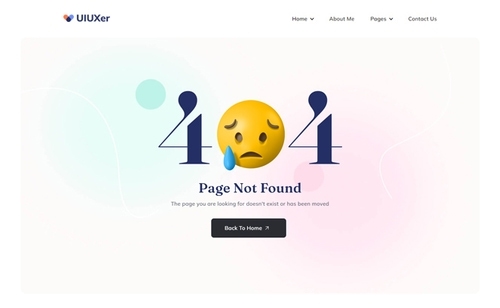 UIUXer
Home
About Me
Pages
Contact Us
4 4
Page Not Found
The page you are looking for doesn't exist or has been moved
Back To Home